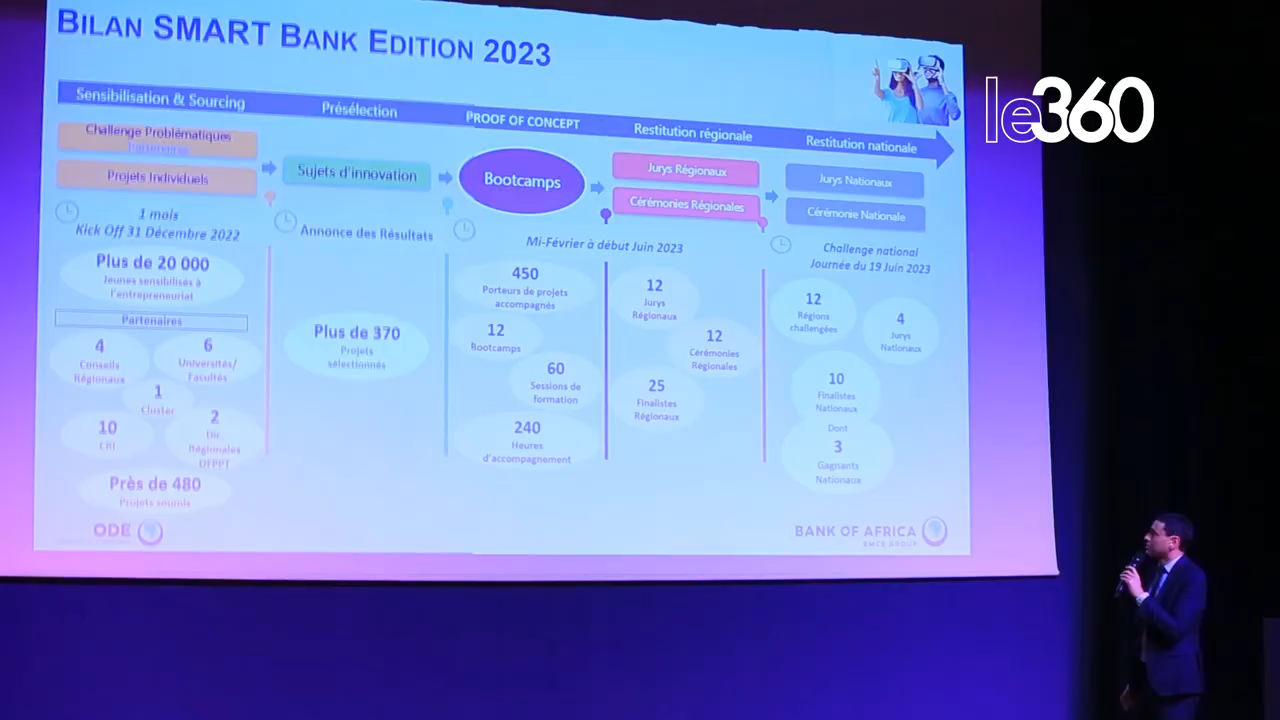 BILAN SMART BANK EDITION 2023
le360
Sensibilisation & Sourcing
Présélection
PROOF OF CONCEPT
Restitution régionale
Restitution nationale
Challenge Problématiques
Partenaires
Projets Individuels
Sujets d'innovation
Bootcamps
Jurys Régionaux
Cérémonies Régionales
Jurys Nationaux
Cérémonie Nationale
1 mois
Kick Off 31 Décembre 2022
Annonce des Résultats
Mi-Février à début Juin 2023
Challenge national
Journée du 19 Juin 2023
Plus de 20 000
Jeunes sensibilisés à
l'entrepreneuriat
Partenaires
4
Conseils
Régionaux
6
Universités/
Facultés
1
Cluster
10
CRI
2
Dir
Régionales
OFPPT
Près de 480
Projets soumis
Plus de 370
Projets
sélectionnés
450
Porteurs de projets
accompagnés
12
Bootcamps
60
Sessions de
formation
240
Heures
d'accompagnement
12
Jurys
Régionaux
12
Cérémonies
Régionales
25
Finalistes
Régionaux
12
Régions
challengées
4
Jurys
Nationaux
10
Finalistes
Nationaux
Dont
3
Gagnants
Nationaux
ODE
BANK OF AFRICA
BMCE GROUP